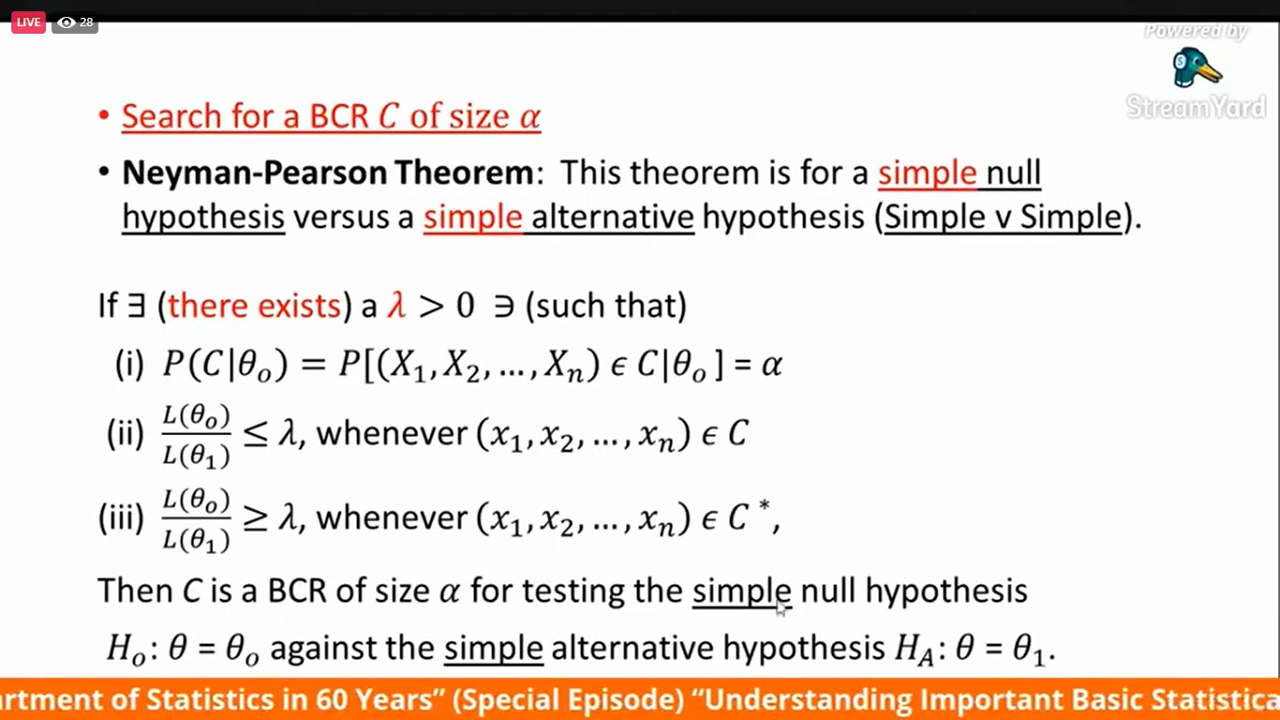 LIVE 28
Powered by
StreamYard
• Search for a BCR C of size α
• Neyman-Pearson Theorem: This theorem is for a simple null
hypothesis versus a simple alternative hypothesis (Simple v Simple).
If ∃ (there exists) a λ > 0 ∋ (such that)
(i) P(C|θₒ) = P[(X₁, X₂, …, Xₙ) ϵ C|θₒ] = α
(ii) L(θₒ)/L(θ₁) ≤ λ, whenever (x₁, x₂, …, xₙ) ϵ C
(iii) L(θₒ)/L(θ₁) ≥ λ, whenever (x₁, x₂, …, xₙ) ϵ C *,
Then C is a BCR of size α for testing the simple null hypothesis
Hₒ: θ = θₒ against the simple alternative hypothesis H_A: θ = θ₁.
artment of Statistics in 60 Years” (Special Episode) “Understanding Important Basic Statistica